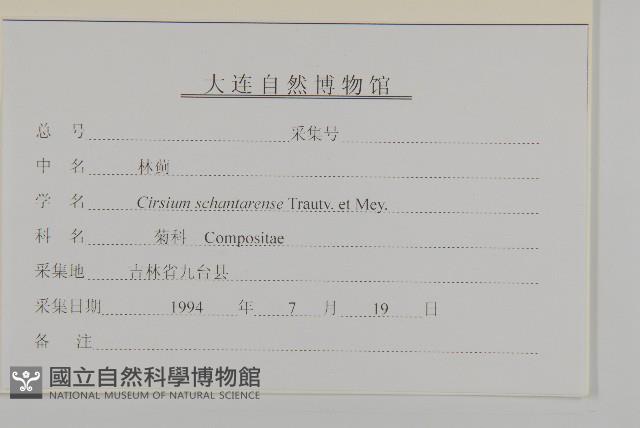 大连自然博物馆
总 号 采集号
中 名 林蓟
学 名 Cirsium schantarense Trautv. et Mey.
科 名 菊科 Compositae
采集地 吉林省九台县
采集日期 1994 年 7 月 19 日
备 注
國立自然科學博物館
NATIONAL MUSEUM OF NATURAL SCIENCE